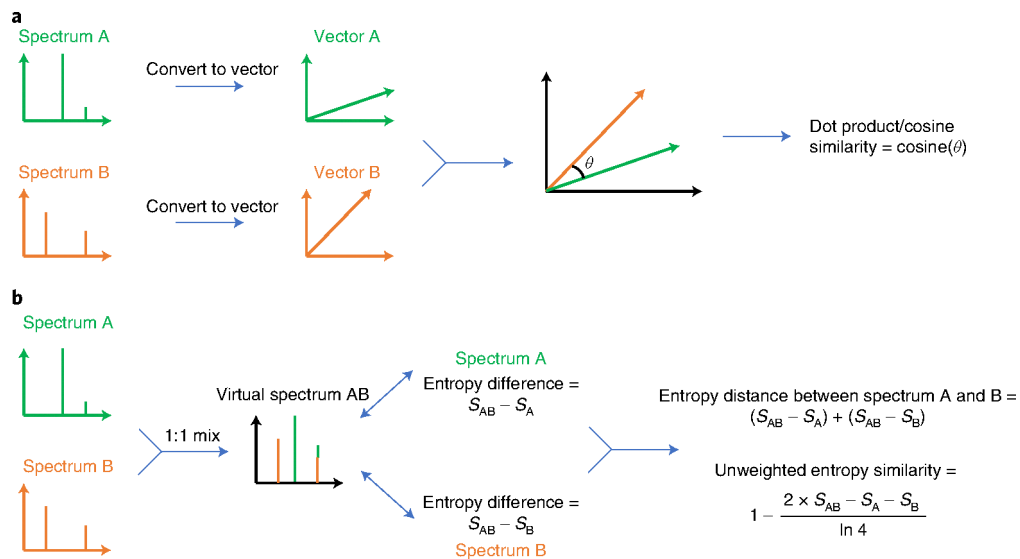 a
Spectrum A
Convert to vector
Vector A
Spectrum B
Convert to vector
Vector B
θ
Dot product/cosine
similarity = cosine(θ)
b
Spectrum A
Spectrum B
1:1 mix
Virtual spectrum AB
Spectrum A
Entropy difference =
S_AB – S_A
Entropy difference =
S_AB – S_B
Spectrum B
Entropy distance between spectrum A and B =
(S_AB – S_A) + (S_AB – S_B)
Unweighted entropy similarity =
1 – (2 × S_AB – S_A – S_B) / ln 4